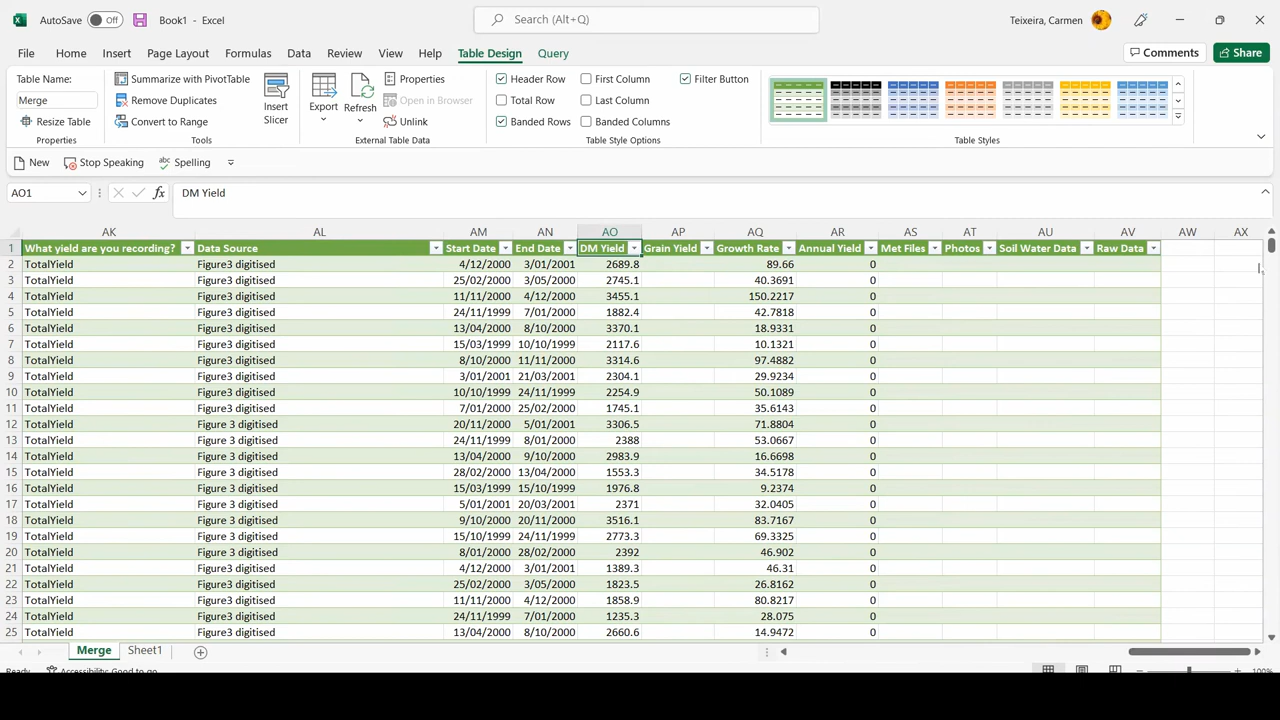 AutoSave Off Book1 - Excel Search (Alt+Q) Teixeira, Carmen
File Home Insert Page Layout Formulas Data Review View Help Table Design Query Comments Share
Table Name: Summarize with PivotTable Properties Header Row First Column Filter Button
Merge Remove Duplicates Insert Slicer Export Refresh Open in Browser Total Row Last Column
Resize Table Convert to Range Unlink Banded Rows Banded Columns
Properties Tools External Table Data Table Style Options Table Styles
New Stop Speaking abc Spelling
AO1 fx DM Yield
AK AL AM AN AO AP AQ AR AS AT AU AV AW AX
1 What yield are you recording? Data Source Start Date End Date DM Yield Grain Yield Growth Rate Annual Yield Met Files Photos Soil Water Data Raw Data
2 TotalYield Figure3 digitised 4/12/2000 3/01/2001 2689.8 89.66 0
3 TotalYield Figure3 digitised 25/02/2000 3/05/2000 2745.1 40.3691 0
4 TotalYield Figure3 digitised 11/11/2000 4/12/2000 3455.1 150.2217 0
5 TotalYield Figure3 digitised 24/11/1999 7/01/2000 1882.4 42.7818 0
6 TotalYield Figure3 digitised 13/04/2000 8/10/2000 3370.1 18.9331 0
7 TotalYield Figure3 digitised 15/03/1999 10/10/1999 2117.6 10.1321 0
8 TotalYield Figure3 digitised 8/10/2000 11/11/2000 3314.6 97.4882 0
9 TotalYield Figure3 digitised 3/01/2001 21/03/2001 2304.1 29.9234 0
10 TotalYield Figure3 digitised 10/10/1999 24/11/1999 2254.9 50.1089 0
11 TotalYield Figure3 digitised 7/01/2000 25/02/2000 1745.1 35.6143 0
12 TotalYield Figure 3 digitised 20/11/2000 5/01/2001 3306.5 71.8804 0
13 TotalYield Figure 3 digitised 24/11/1999 8/01/2000 2388 53.0667 0
14 TotalYield Figure 3 digitised 13/04/2000 9/10/2000 2983.9 16.6698 0
15 TotalYield Figure 3 digitised 28/02/2000 13/04/2000 1553.3 34.5178 0
16 TotalYield Figure 3 digitised 15/03/1999 15/10/1999 1976.8 9.2374 0
17 TotalYield Figure 3 digitised 5/01/2001 20/03/2001 2371 32.0405 0
18 TotalYield Figure 3 digitised 9/10/2000 20/11/2000 3516.1 83.7167 0
19 TotalYield Figure 3 digitised 15/10/1999 24/11/1999 2773.3 69.3325 0
20 TotalYield Figure 3 digitised 8/01/2000 28/02/2000 2392 46.902 0
21 TotalYield Figure3 digitised 4/12/2000 3/01/2001 1389.3 46.31 0
22 TotalYield Figure3 digitised 25/02/2000 3/05/2000 1823.5 26.8162 0
23 TotalYield Figure3 digitised 11/11/2000 4/12/2000 1858.9 80.8217 0
24 TotalYield Figure3 digitised 24/11/1999 7/01/2000 1235.3 28.075 0
25 TotalYield Figure3 digitised 13/04/2000 8/10/2000 2660.6 14.9472 0
Merge Sheet1
Ready Accessibility: Good to go 100%